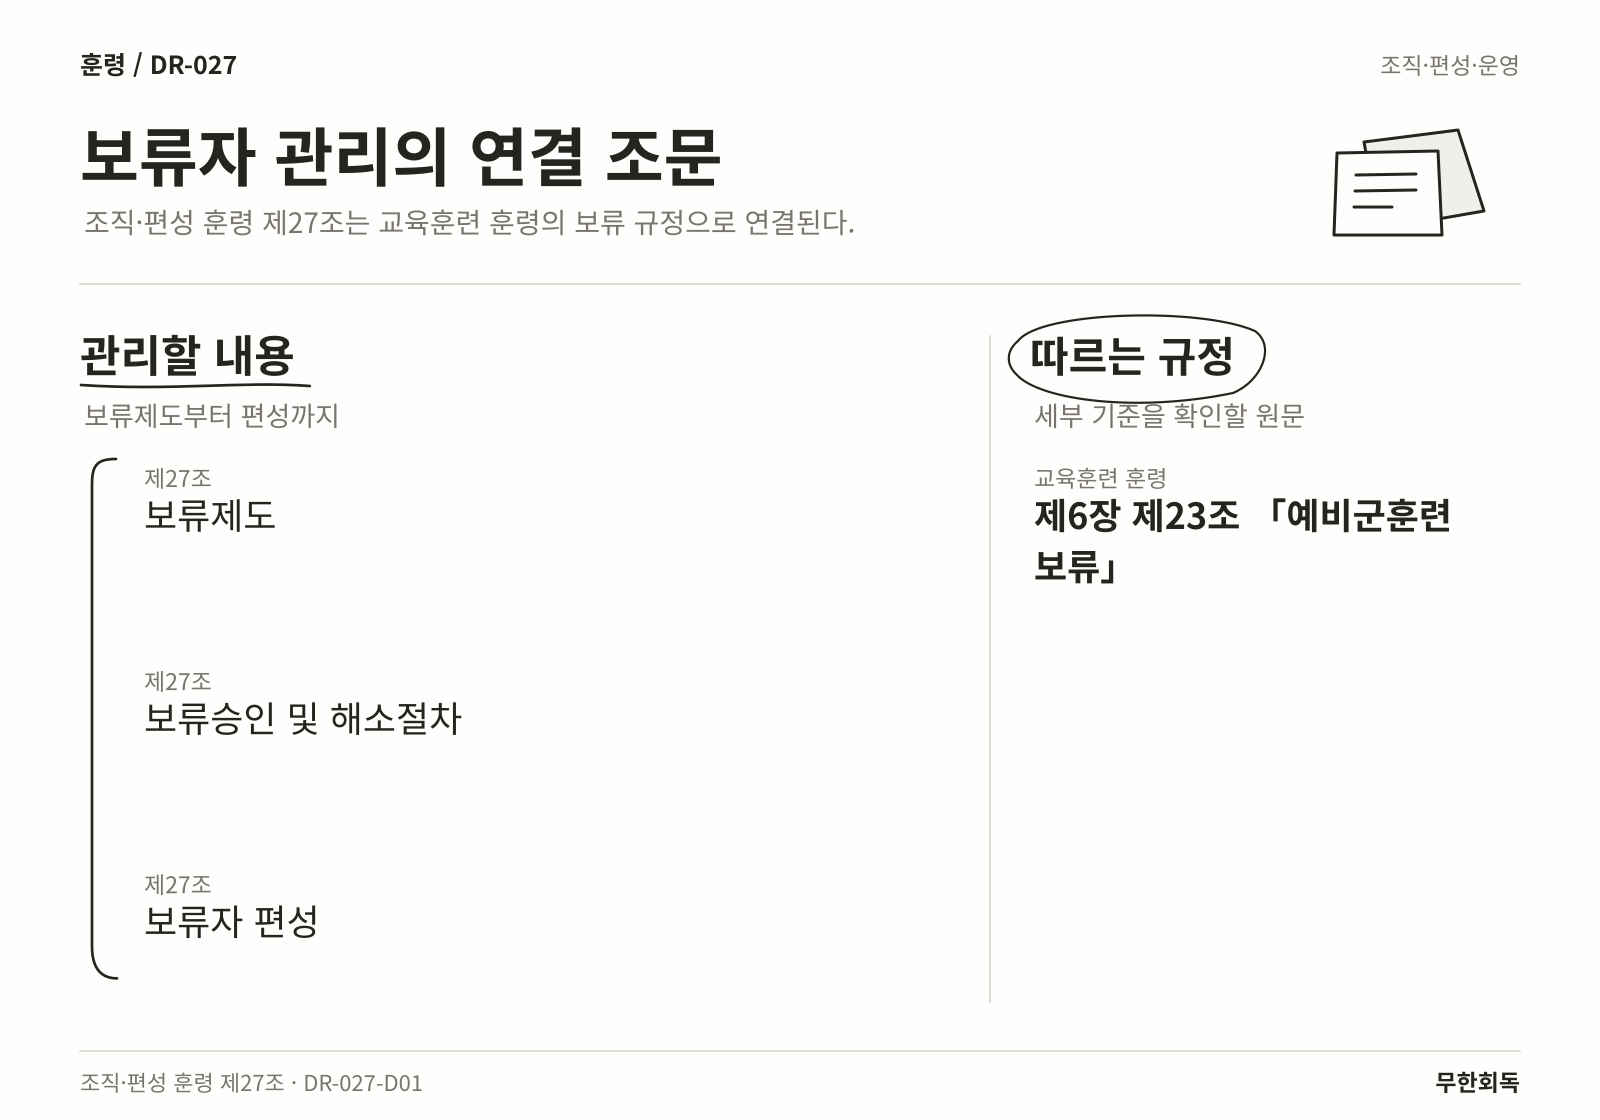 훈령 / DR-027
조직·편성·운영
보류자 관리의 연결 조문
조직·편성 훈령 제27조는 교육훈련 훈령의 보류 규정으로 연결된다.
관리할 내용
보류제도부터 편성까지
제27조
보류제도
제27조
보류승인 및 해소절차
제27조
보류자 편성
따르는 규정
세부 기준을 확인할 원문
교육훈련 훈령
제6장 제23조 「예비군훈련
보류」
조직·편성 훈령 제27조 · DR-027-D01
무한회독